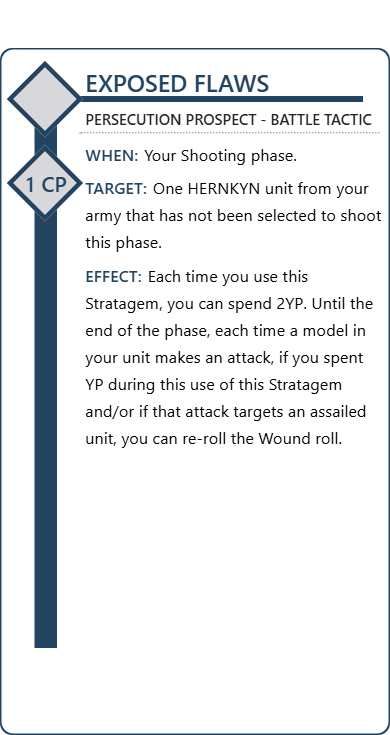 EXPOSED FLAWS
PERSECUTION PROSPECT - BATTLE TACTIC
WHEN: Your Shooting phase.
1 CP
TARGET: One HERNKYN unit from your
army that has not been selected to shoot
this phase.
EFFECT: Each time you use this
Stratagem, you can spend 2YP. Until the
end of the phase, each time a model in
your unit makes an attack, if you spent
YP during this use of this Stratagem
and/or if that attack targets an assailed
unit, you can re-roll the Wound roll.